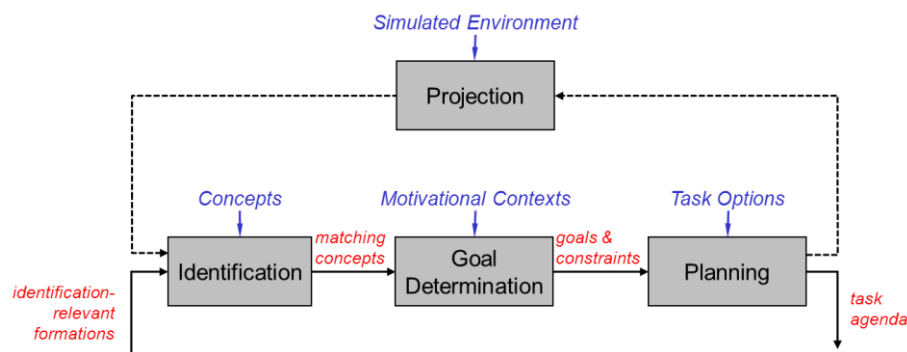 Simulated Environment
Projection
Concepts
Motivational Contexts
Task Options
Identification
matching
concepts
Goal
Determination
goals &
constraints
Planning
identification-
relevant
formations
task
agenda